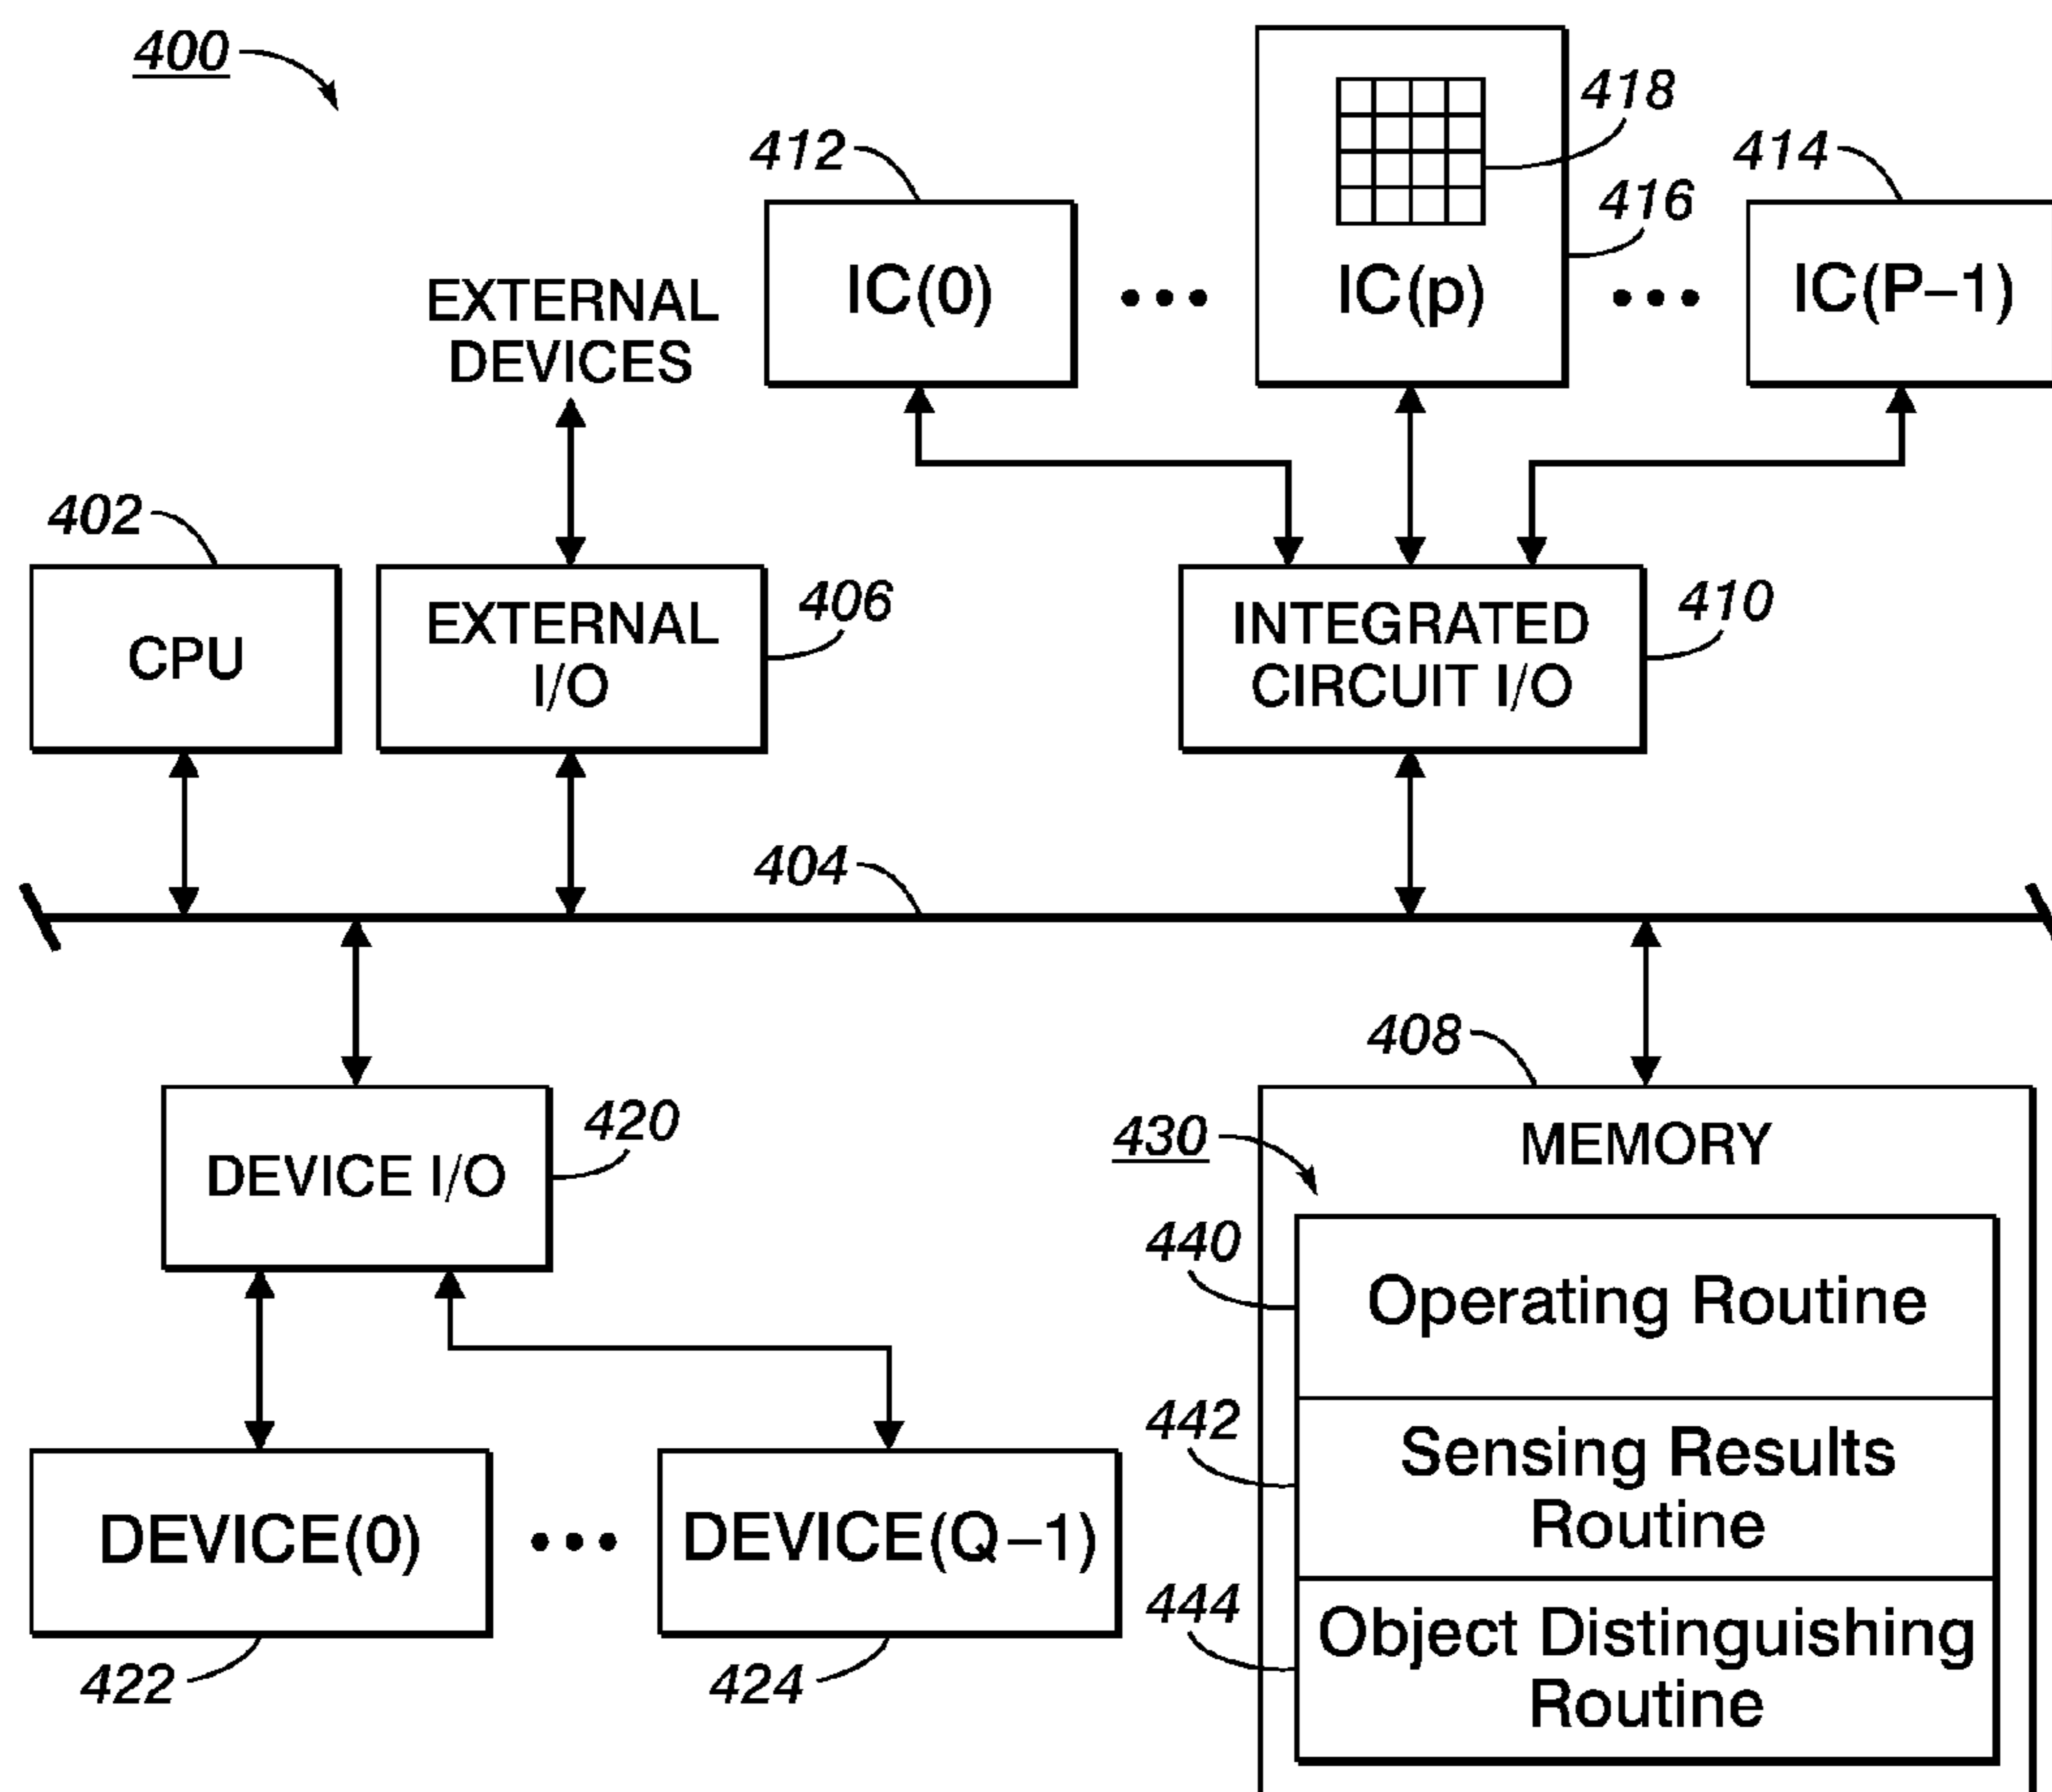 400
418
412
414
416
IC(0)
•••
IC(p)
•••
IC(P–1)
EXTERNAL
DEVICES
402
406
410
CPU
EXTERNAL
I/O
INTEGRATED
CIRCUIT I/O
404
408
420
430
MEMORY
DEVICE I/O
440
Operating Routine
442
Sensing Results
Routine
DEVICE(0)
•••
DEVICE(Q–1)
444
Object Distinguishing
Routine
422
424